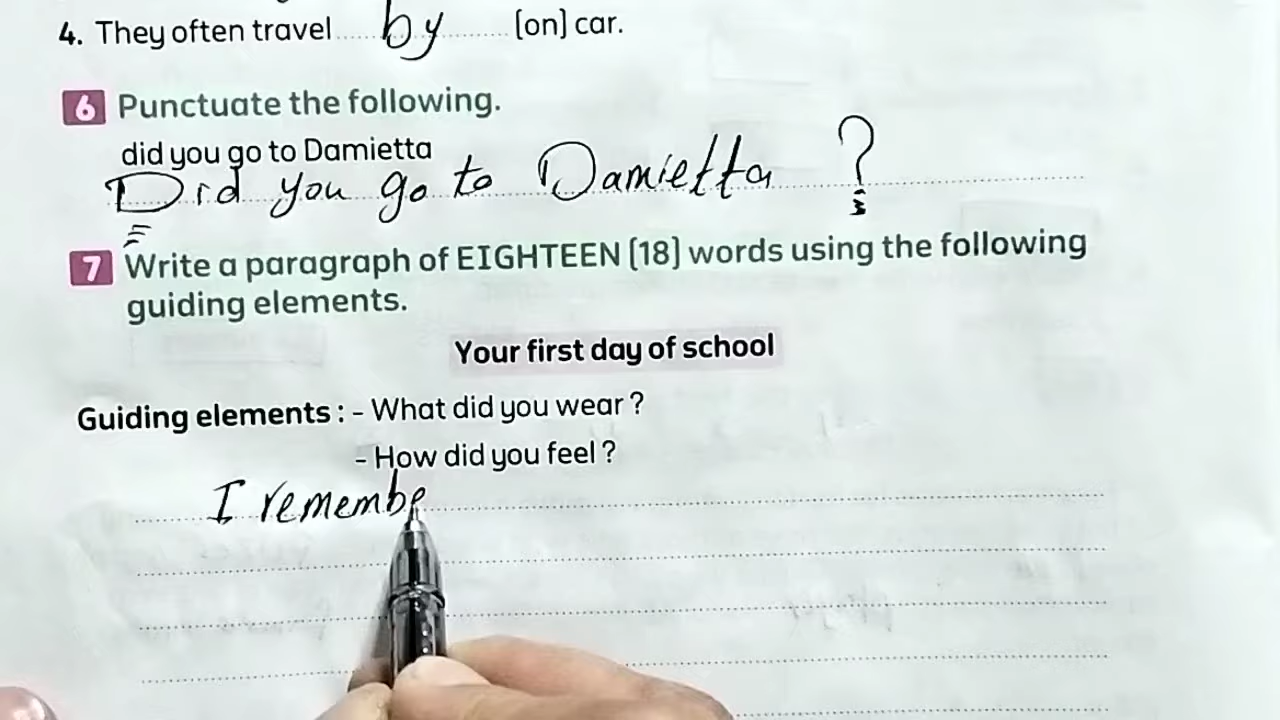 4. They often travel by [on] car.
6 Punctuate the following.
did you go to Damietta
Did you go to Damietta ?
7 Write a paragraph of EIGHTEEN [18] words using the following
guiding elements.
Your first day of school
Guiding elements : - What did you wear ?
- How did you feel ?
I remembe